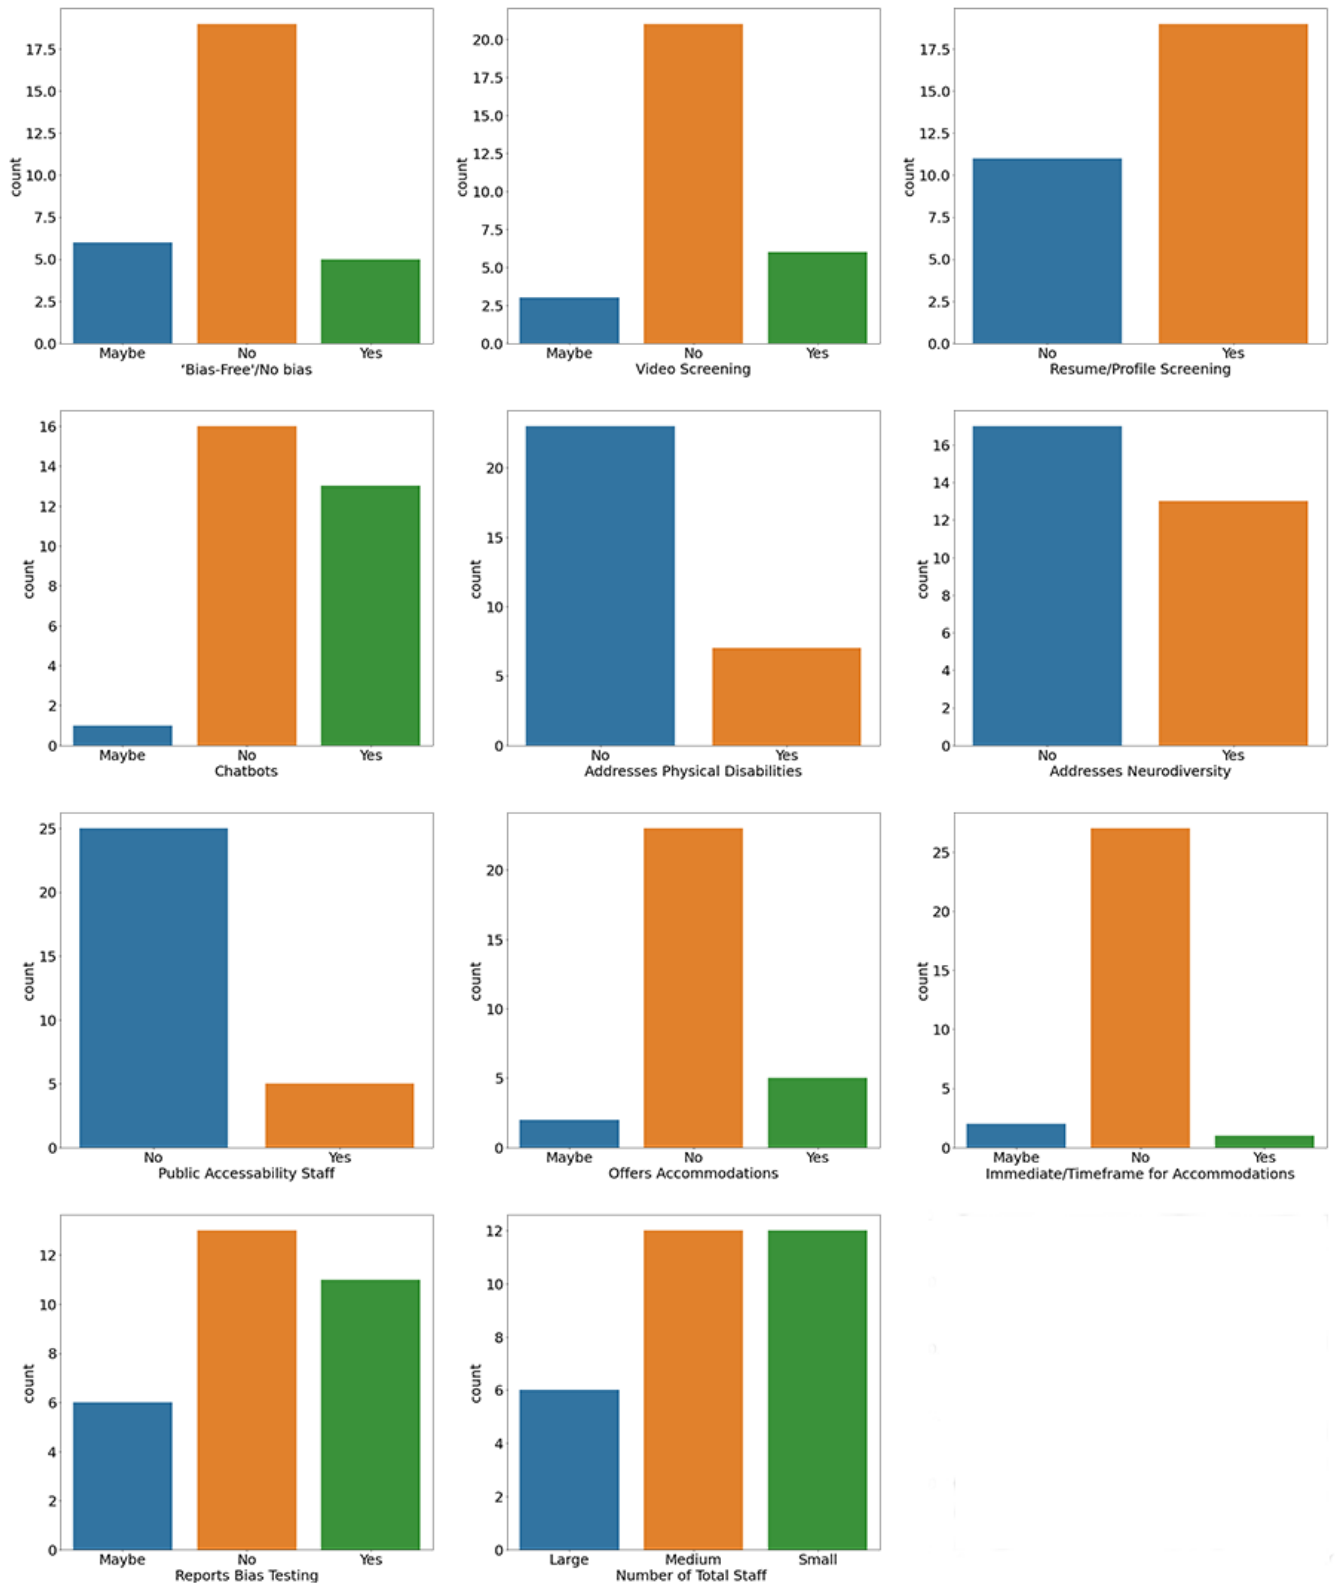 count
17.5
15.0
12.5
10.0
7.5
5.0
2.5
0.0
Maybe No Yes
'Bias-Free'/No bias
count
20.0
17.5
15.0
12.5
10.0
7.5
5.0
2.5
0.0
Maybe No Yes
Video Screening
count
17.5
15.0
12.5
10.0
7.5
5.0
2.5
0.0
No Yes
Resume/Profile Screening
count
16
14
12
10
8
6
4
2
0
Maybe No Yes
Chatbots
count
20
15
10
5
0
No Yes
Addresses Physical Disabilities
count
16
14
12
10
8
6
4
2
0
No Yes
Addresses Neurodiversity
count
25
20
15
10
5
0
No Yes
Public Accessability Staff
count
20
15
10
5
0
Maybe No Yes
Offers Accommodations
count
25
20
15
10
5
0
Maybe No Yes
Immediate/Timeframe for Accommodations
count
12
10
8
6
4
2
0
Maybe No Yes
Reports Bias Testing
count
12
10
8
6
4
2
0
Large Medium Small
Number of Total Staff